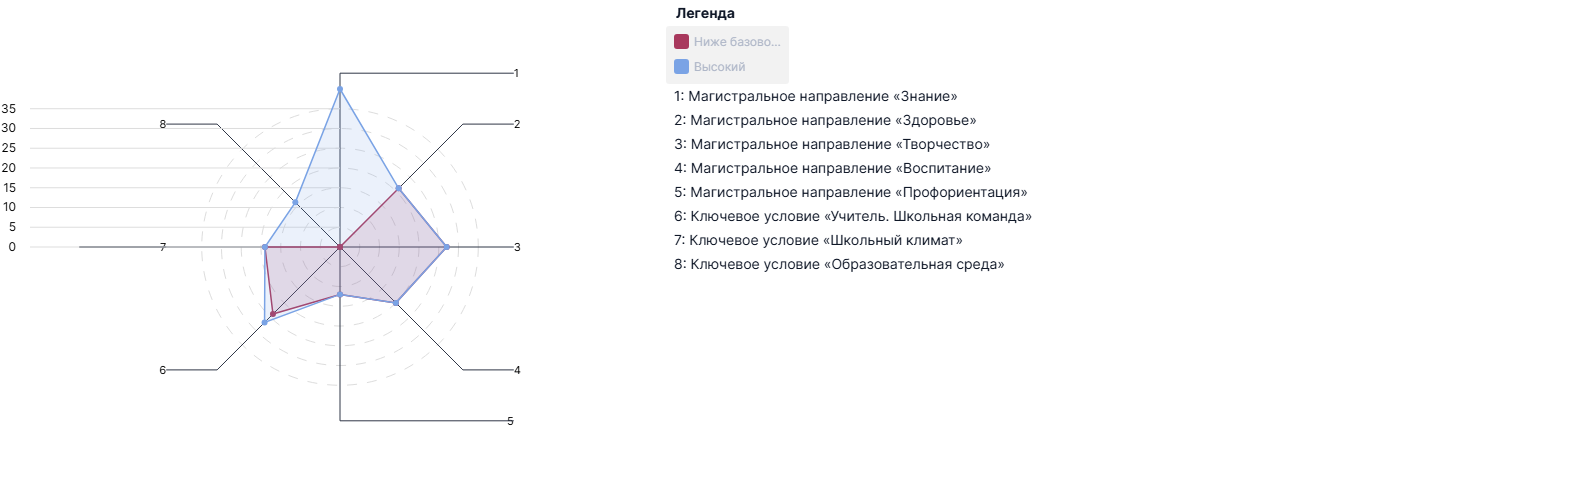 Легенда
Ниже базово...
Высокий
1: Магистральное направление «Знание»
2: Магистральное направление «Здоровье»
3: Магистральное направление «Творчество»
4: Магистральное направление «Воспитание»
5: Магистральное направление «Профориентация»
6: Ключевое условие «Учитель. Школьная команда»
7: Ключевое условие «Школьный климат»
8: Ключевое условие «Образовательная среда»
35
30
25
20
15
10
5
0
1
2
3
4
5
6
7
8